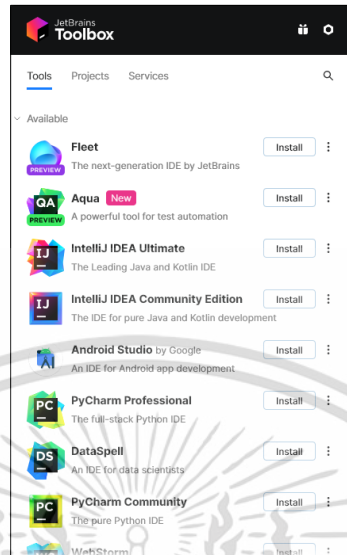 JetBrains
Toolbox
Tools Projects Services
Available
Fleet
Install
PREVIEW
The next-generation IDE by JetBrains
QA
Aqua New
Install
PREVIEW
A powerful tool for test automation
IJ
IntelliJ IDEA Ultimate
Install
The Leading Java and Kotlin IDE
IJ
IntelliJ IDEA Community Edition
Install
The IDE for pure Java and Kotlin development
Android Studio by Google
Install
An IDE for Android app development
PC
PyCharm Professional
Install
The full-stack Python IDE
DS
DataSpell
Install
An IDE for data scientists
PC
PyCharm Community
Install
The pure Python IDE
WebStorm
Install